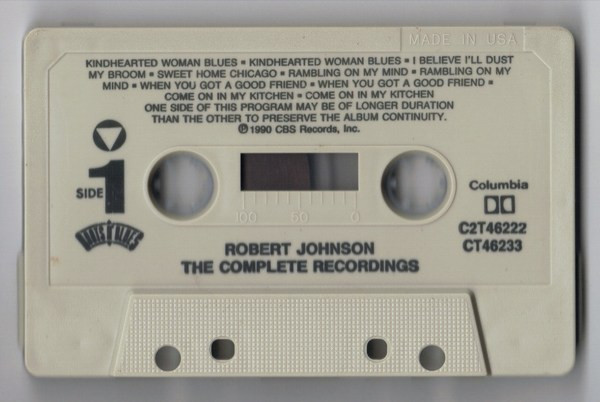 MADE IN USA
KINDHEARTED WOMAN BLUES ▪ KINDHEARTED WOMAN BLUES ▪ I BELIEVE I'LL DUST
MY BROOM ▪ SWEET HOME CHICAGO ▪ RAMBLING ON MY MIND ▪ RAMBLING ON MY
MIND ▪ WHEN YOU GOT A GOOD FRIEND ▪ WHEN YOU GOT A GOOD FRIEND ▪
COME ON IN MY KITCHEN ▪ COME ON IN MY KITCHEN
ONE SIDE OF THIS PROGRAM MAY BE OF LONGER DURATION
THAN THE OTHER TO PRESERVE THE ALBUM CONTINUITY.
℗1990 CBS Records, Inc.
SIDE 1
ROOTS N' BLUES
100 50 0
Columbia
C2T46222
CT46233
ROBERT JOHNSON
THE COMPLETE RECORDINGS